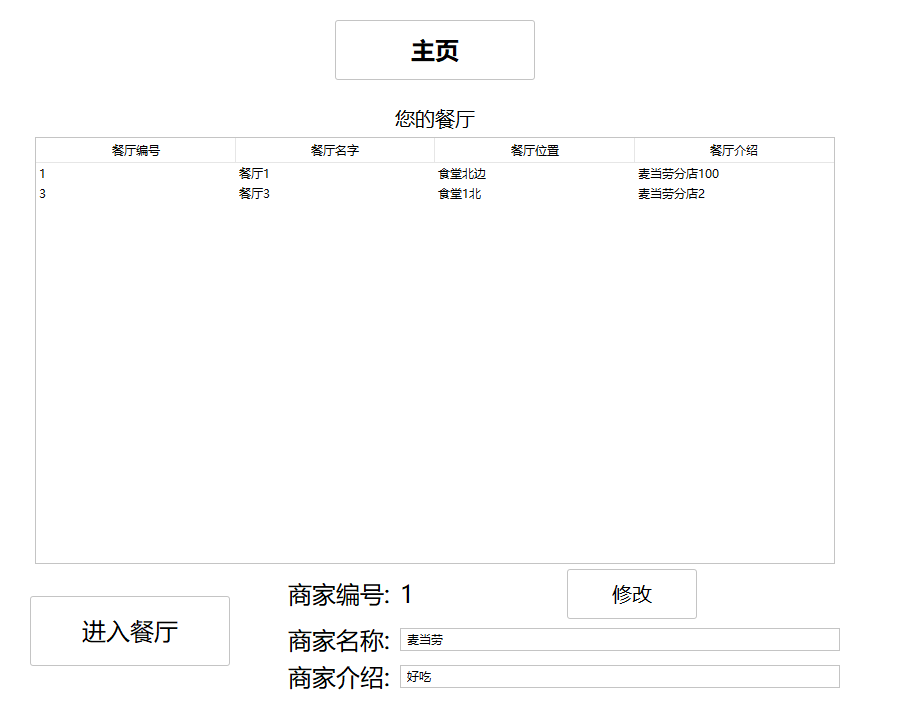 主页
您的餐厅
餐厅编号 餐厅名字 餐厅位置 餐厅介绍
1 餐厅1 食堂北边 麦当劳分店100
3 餐厅3 食堂1北 麦当劳分店2
进入餐厅
商家编号: 1
修改
商家名称: 麦当劳
商家介绍: 好吃